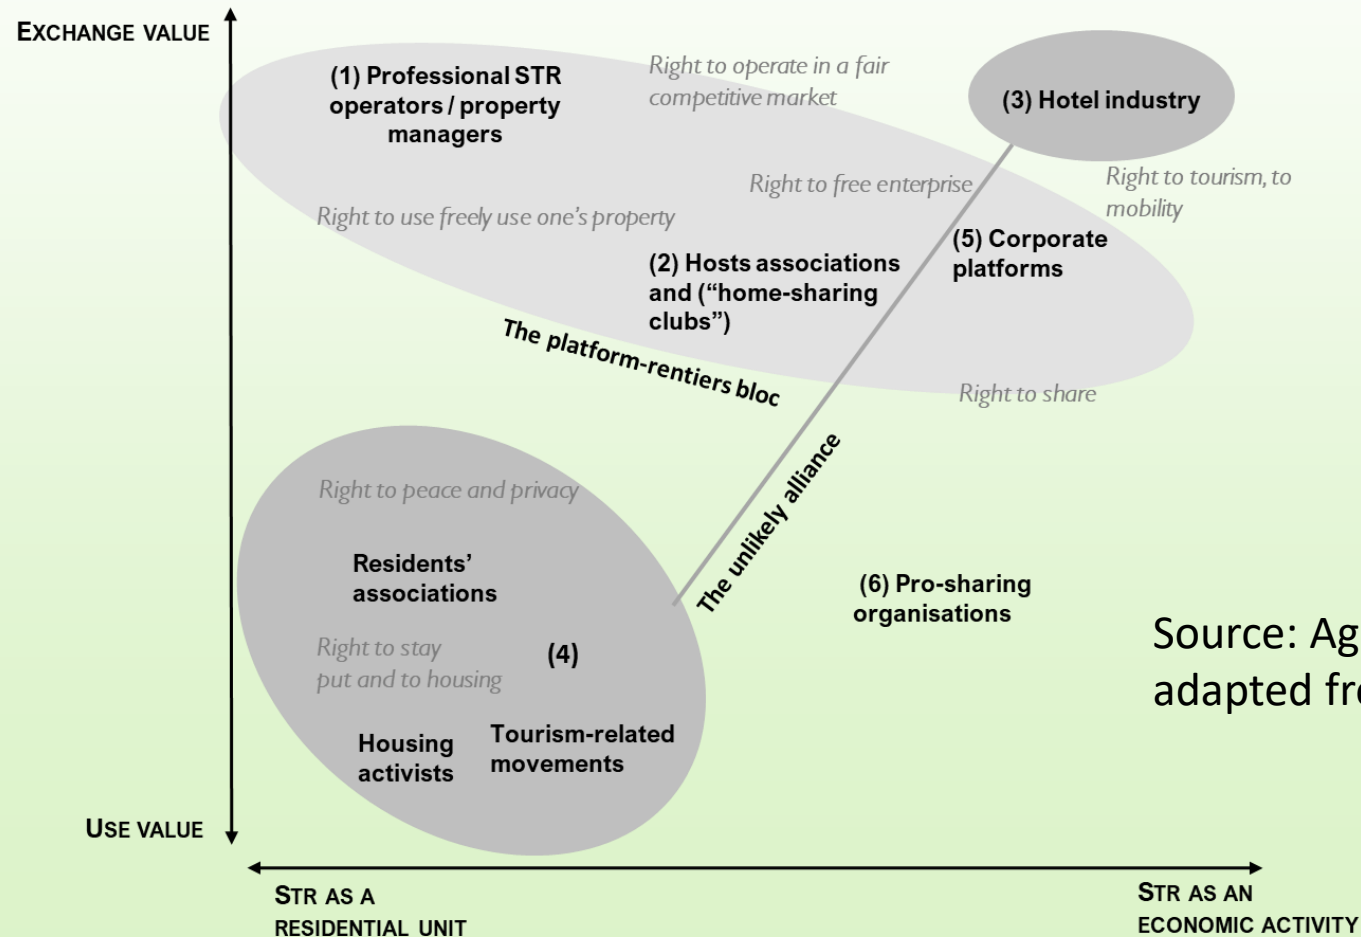 EXCHANGE VALUE
(1) Professional STR
operators / property
managers
Right to operate in a fair
competitive market
(3) Hotel industry
Right to free enterprise
Right to tourism, to
mobility
Right to use freely use one's property
(2) Hosts associations
and ("home-sharing
clubs")
(5) Corporate
platforms
The platform-rentiers bloc
Right to share
The unlikely alliance
Right to peace and privacy
Residents'
associations
(6) Pro-sharing
organisations
Right to stay
put and to housing
(4)
Housing
activists
Tourism-related
movements
Source:
adapted
USE VALUE
STR AS A
RESIDENTIAL UNIT
STR AS AN
ECONOMIC ACTIVITY